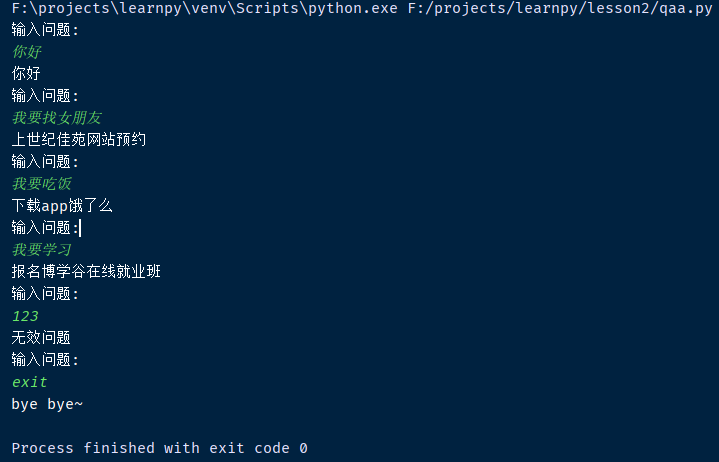 F:\projects\learnpy\venv\Scripts\python.exe F:/projects/learnpy/lesson2/qaa.py
输入问题:
你好
你好
输入问题:
我要找女朋友
上世纪佳苑网站预约
输入问题:
我要吃饭
下载app饿了么
输入问题:
我要学习
报名博学谷在线就业班
输入问题:
123
无效问题
输入问题:
exit
bye bye~
Process finished with exit code 0